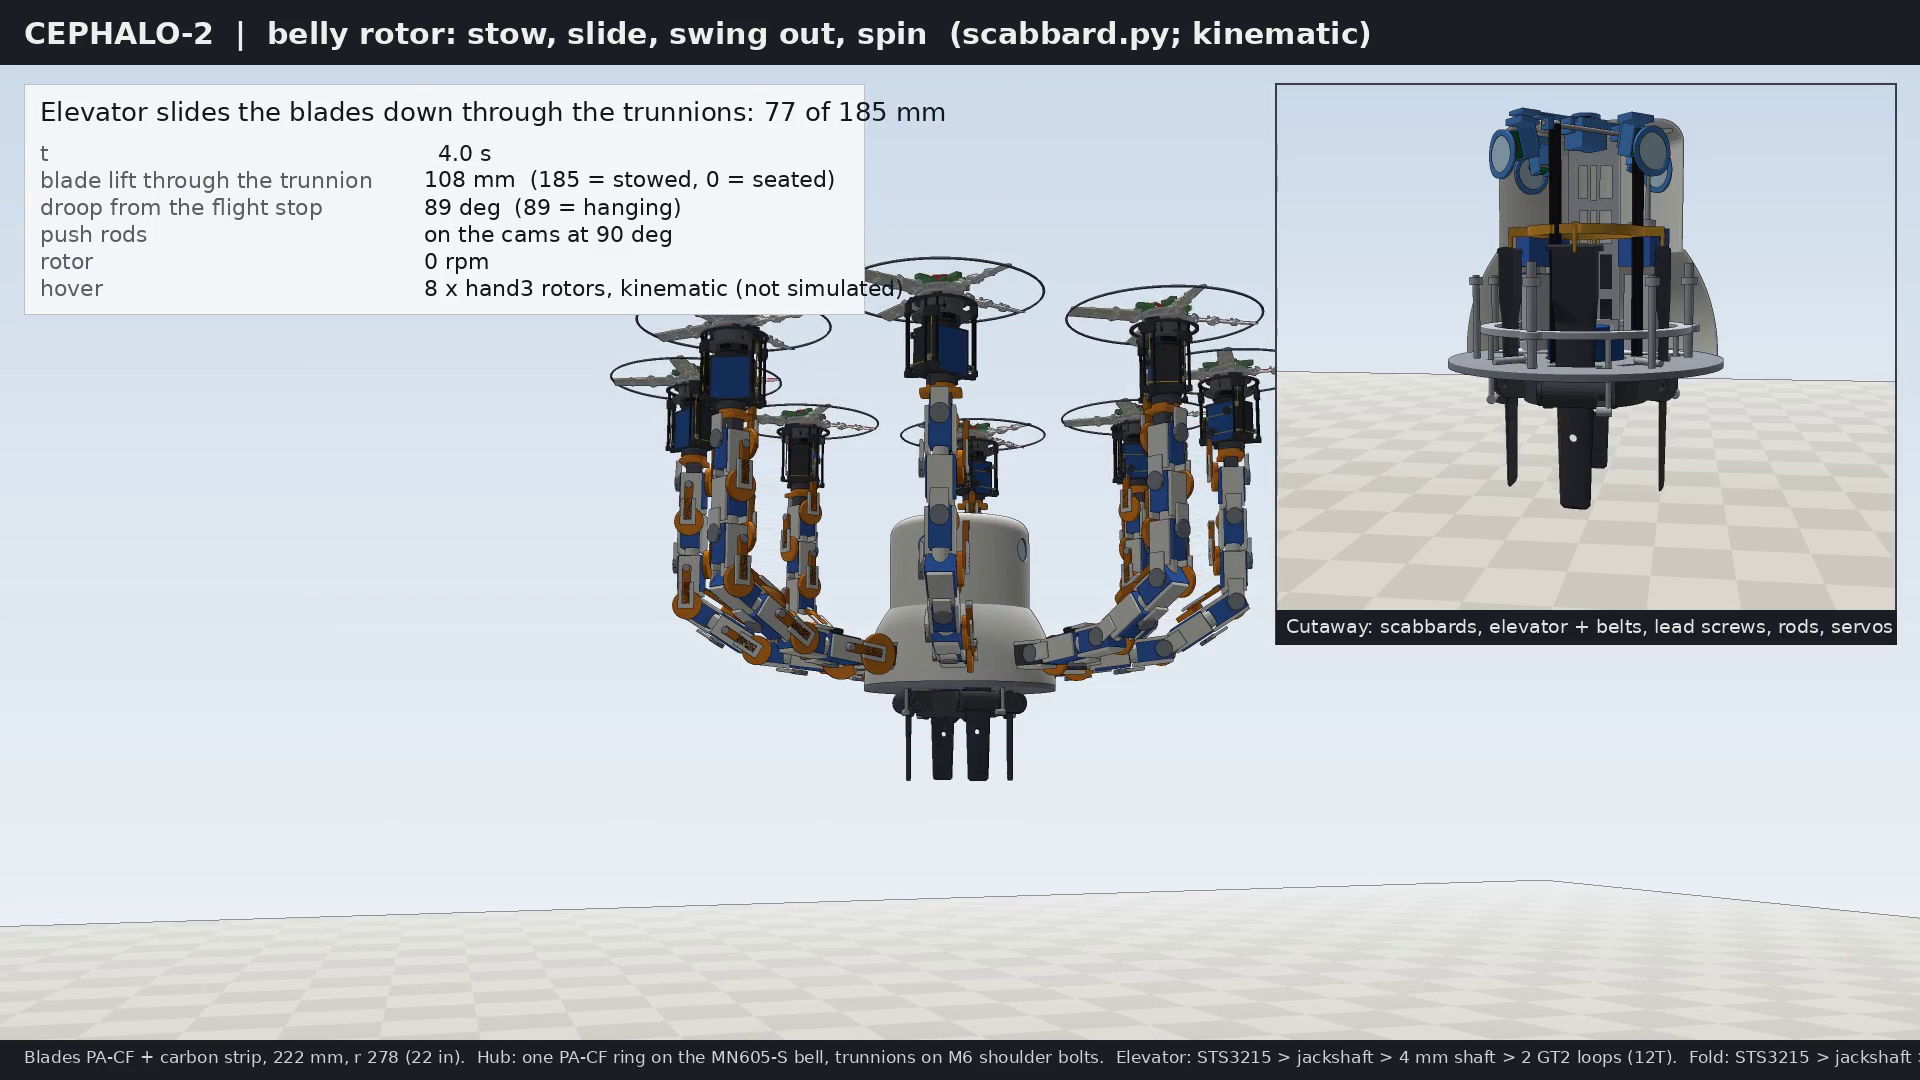 CEPHALO-2 | belly rotor: stow, slide, swing out, spin (scabbard.py; kinematic)
Elevator slides the blades down through the trunnions: 77 of 185 mm
t 4.0 s
blade lift through the trunnion 108 mm (185 = stowed, 0 = seated)
droop from the flight stop 89 deg (89 = hanging)
push rods on the cams at 90 deg
rotor 0 rpm
hover 8 x hand3 rotors, kinematic (not simulated)
Cutaway: scabbards, elevator + belts, lead screws, rods, servos
Blades PA-CF + carbon strip, 222 mm, r 278 (22 in). Hub: one PA-CF ring on the MN605-S bell, trunnions on M6 shoulder bolts. Elevator: STS3215 > jackshaft > 4 mm shaft > 2 GT2 loops (12T). Fold: STS3215 > jackshaft >